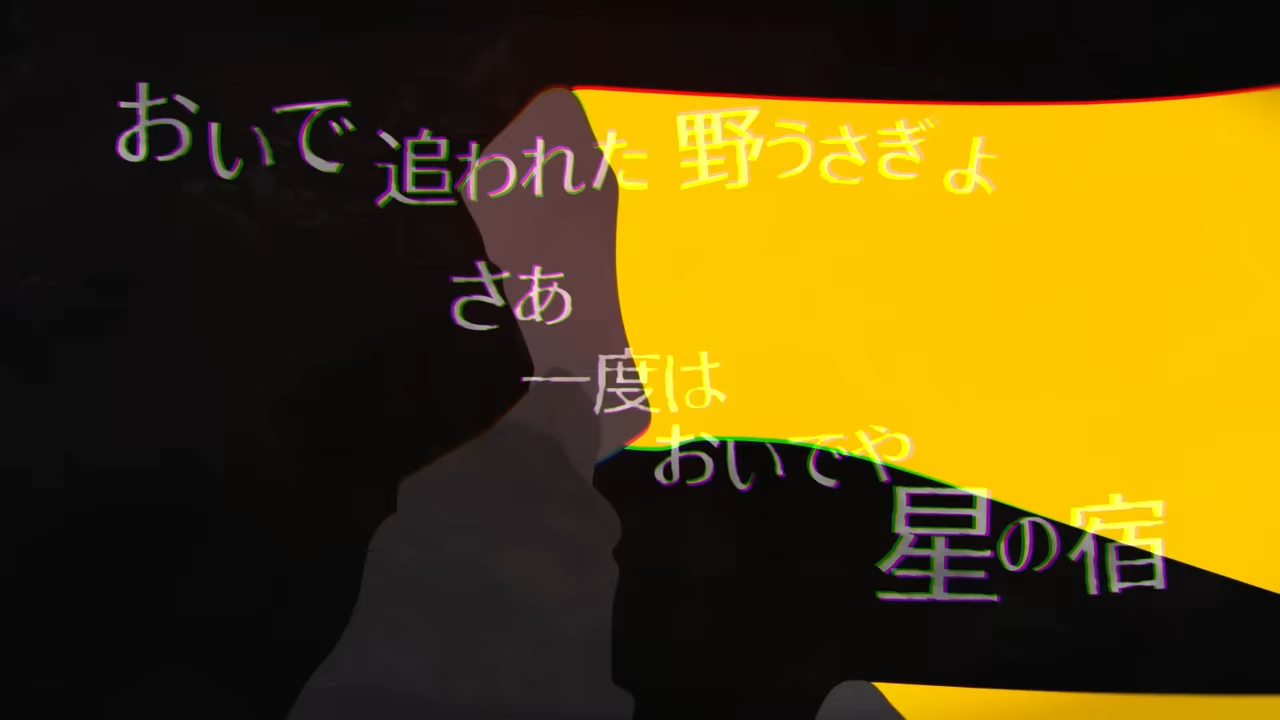 おいで 追われた 野うさぎよ
さあ
一度は
おいでや
星の宿